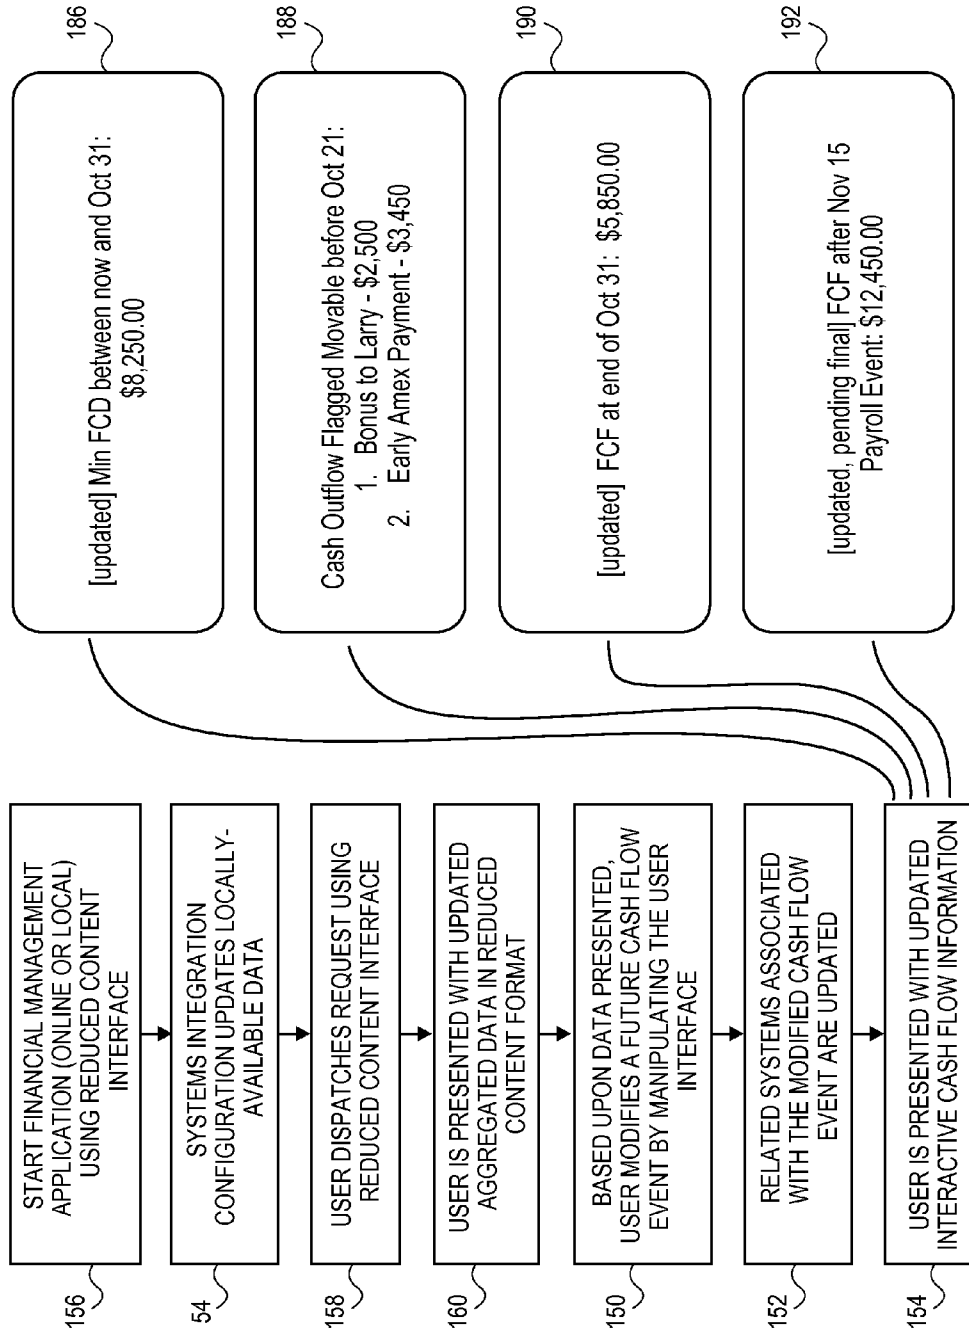 156
START FINANCIAL MANAGEMENT
APPLICATION (ONLINE OR LOCAL)
USING REDUCED CONTENT
INTERFACE
54
SYSTEMS INTEGRATION
CONFIGURATION UPDATES LOCALLY-
AVAILABLE DATA
158
USER DISPATCHES REQUEST USING
REDUCED CONTENT INTERFACE
160
USER IS PRESENTED WITH UPDATED
AGGREGATED DATA IN REDUCED
CONTENT FORMAT
150
BASED UPON DATA PRESENTED,
USER MODIFIES A FUTURE CASH FLOW
EVENT BY MANIPULATING THE USER
INTERFACE
152
RELATED SYSTEMS ASSOCIATED
WITH THE MODIFIED CASH FLOW
EVENT ARE UPDATED
154
USER IS PRESENTED WITH UPDATED
INTERACTIVE CASH FLOW INFORMATION
186
[updated] Min FCD between now and Oct 31:
$8,250.00
188
Cash Outflow Flagged Movable before Oct 21:
1. Bonus to Larry - $2,500
2. Early Amex Payment - $3,450
190
[updated] FCF at end of Oct 31: $5,850.00
192
[updated, pending final] FCF after Nov 15
Payroll Event: $12,450.00